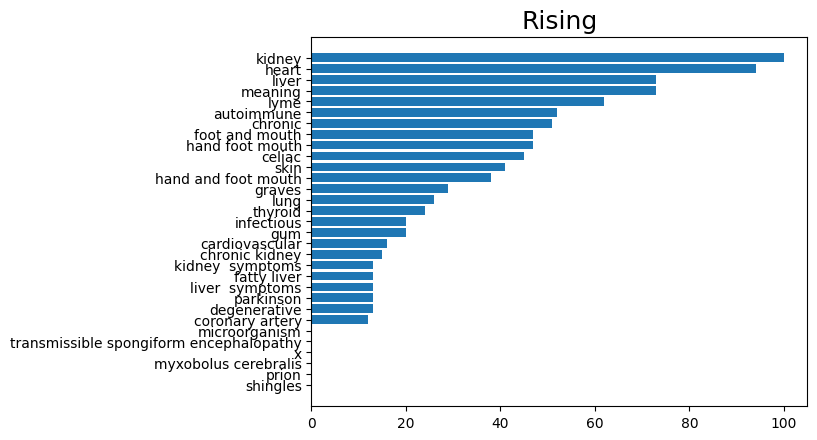 Rising
kidney
heart
liver
meaning
lyme
autoimmune
chronic
foot and mouth
hand foot mouth
celiac
skin
hand and foot mouth
graves
lung
thyroid
infectious
gum
cardiovascular
chronic kidney
kidney  symptoms
fatty liver
liver  symptoms
parkinson
degenerative
coronary artery
microorganism
transmissible spongiform encephalopathy
x
myxobolus cerebralis
prion
shingles
0 20 40 60 80 100